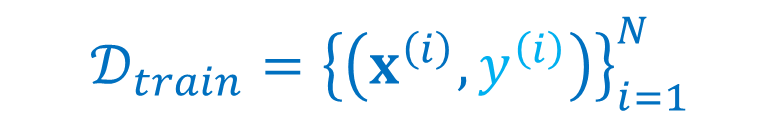 𝒟_train = {(𝐱^(i), y^(i))}_{i=1}^N